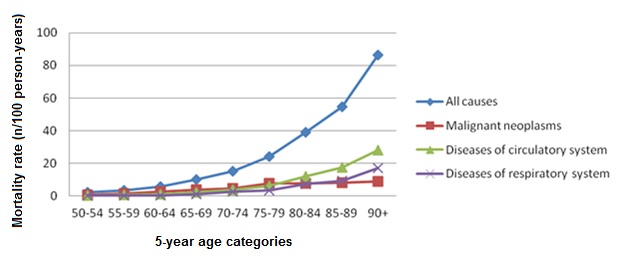 Mortality rate (n/100 person-years)
100
80
60
40
20
0
50-54 55-59 60-64 65-69 70-74 75-79 80-84 85-89 90+
5-year age categories
All causes
Malignant neoplasms
Diseases of circulatory system
Diseases of respiratory system